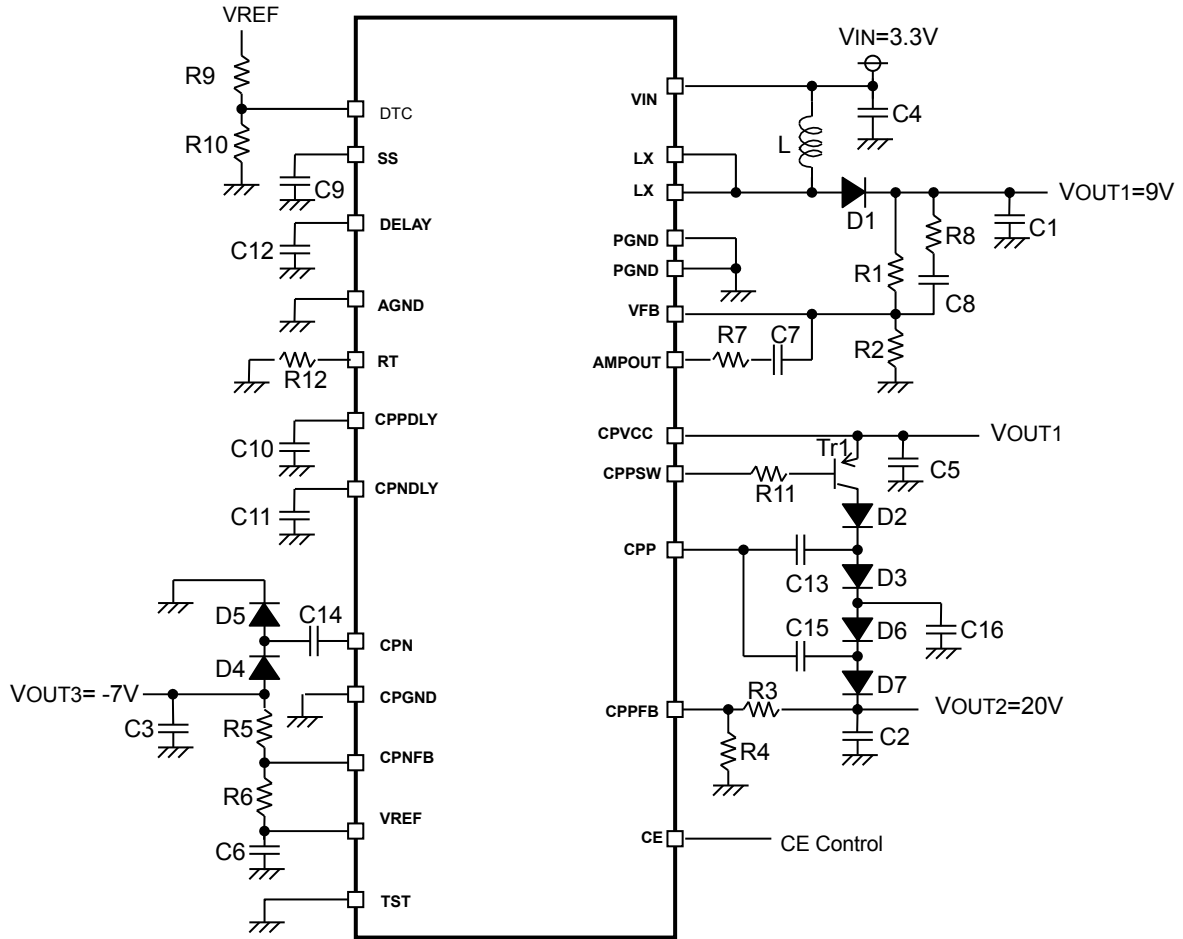 VREF
R9
R10
DTC
SS
C9
DELAY
C12
AGND
RT
R12
CPPDLY
C10
CPNDLY
C11
D5
C14
CPN
D4
VOUT3= -7V
CPGND
C3
R5
CPNFB
R6
VREF
C6
TST
VIN=3.3V
VIN
C4
L
LX
LX
D1
VOUT1=9V
C1
R8
PGND
R1
PGND
C8
VFB
R7
C7
R2
AMPOUT
CPVCC
VOUT1
Tr1
C5
CPPSW
R11
D2
CPP
C13
D3
C15
D6
C16
D7
R3
CPPFB
VOUT2=20V
R4
C2
CE
CE Control